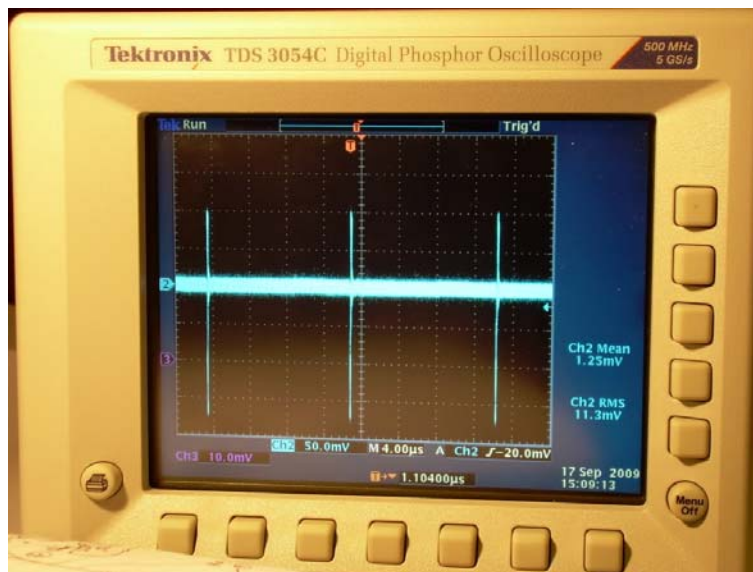 Tektronix TDS 3054C Digital Phosphor Oscilloscope 500 MHz
5 GS/s
Tek Run Trig'd
T
T
2
3
Ch2 Mean
1.25mV
Ch2 RMS
11.3mV
Ch2 50.0mV M 4.00µs A Ch2 -20.0mV
Ch3 10.0mV
T 1.10400µs
17 Sep 2009
15:09:13
Menu
Off